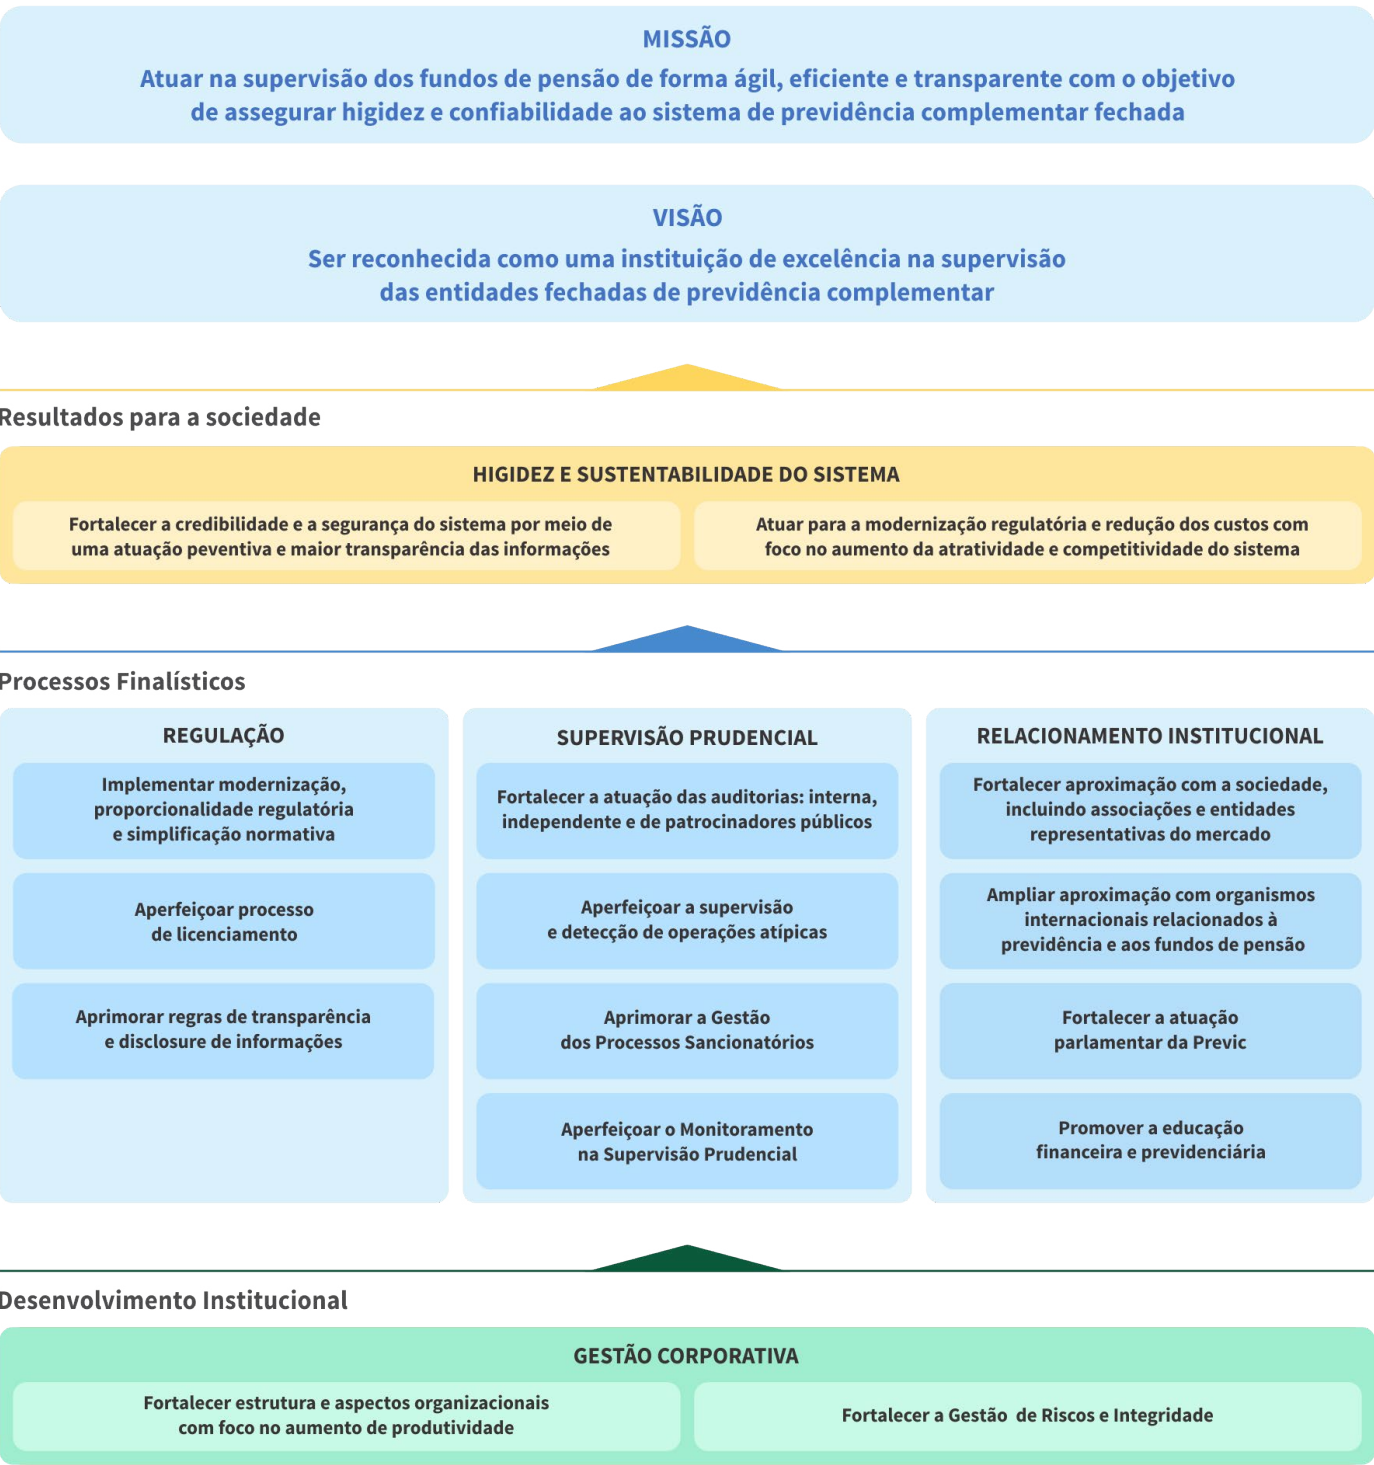 MISSÃO
Atuar na supervisão dos fundos de pensão de forma ágil, eficiente e transparente com o objetivo
de assegurar higidez e confiabilidade ao sistema de previdência complementar fechada
VISÃO
Ser reconhecida como uma instituição de excelência na supervisão
das entidades fechadas de previdência complementar
Resultados para a sociedade
HIGIDEZ E SUSTENTABILIDADE DO SISTEMA
Fortalecer a credibilidade e a segurança do sistema por meio de
uma atuação peventiva e maior transparência das informações
Atuar para a modernização regulatória e redução dos custos com
foco no aumento da atratividade e competitividade do sistema
Processos Finalísticos
REGULAÇÃO
Implementar modernização,
proporcionalidade regulatória
e simplificação normativa
Aperfeiçoar processo
de licenciamento
Aprimorar regras de transparência
e disclosure de informações
SUPERVISÃO PRUDENCIAL
Fortalecer a atuação das auditorias: interna,
independente e de patrocinadores públicos
Aperfeiçoar a supervisão
e detecção de operações atípicas
Aprimorar a Gestão
dos Processos Sancionatórios
Aperfeiçoar o Monitoramento
na Supervisão Prudencial
RELACIONAMENTO INSTITUCIONAL
Fortalecer aproximação com a sociedade,
incluindo associações e entidades
representativas do mercado
Ampliar aproximação com organismos
internacionais relacionados à
previdência e aos fundos de pensão
Fortalecer a atuação
parlamentar da Previc
Promover a educação
financeira e previdenciária
Desenvolvimento Institucional
GESTÃO CORPORATIVA
Fortalecer estrutura e aspectos organizacionais
com foco no aumento de produtividade
Fortalecer a Gestão de Riscos e Integridade